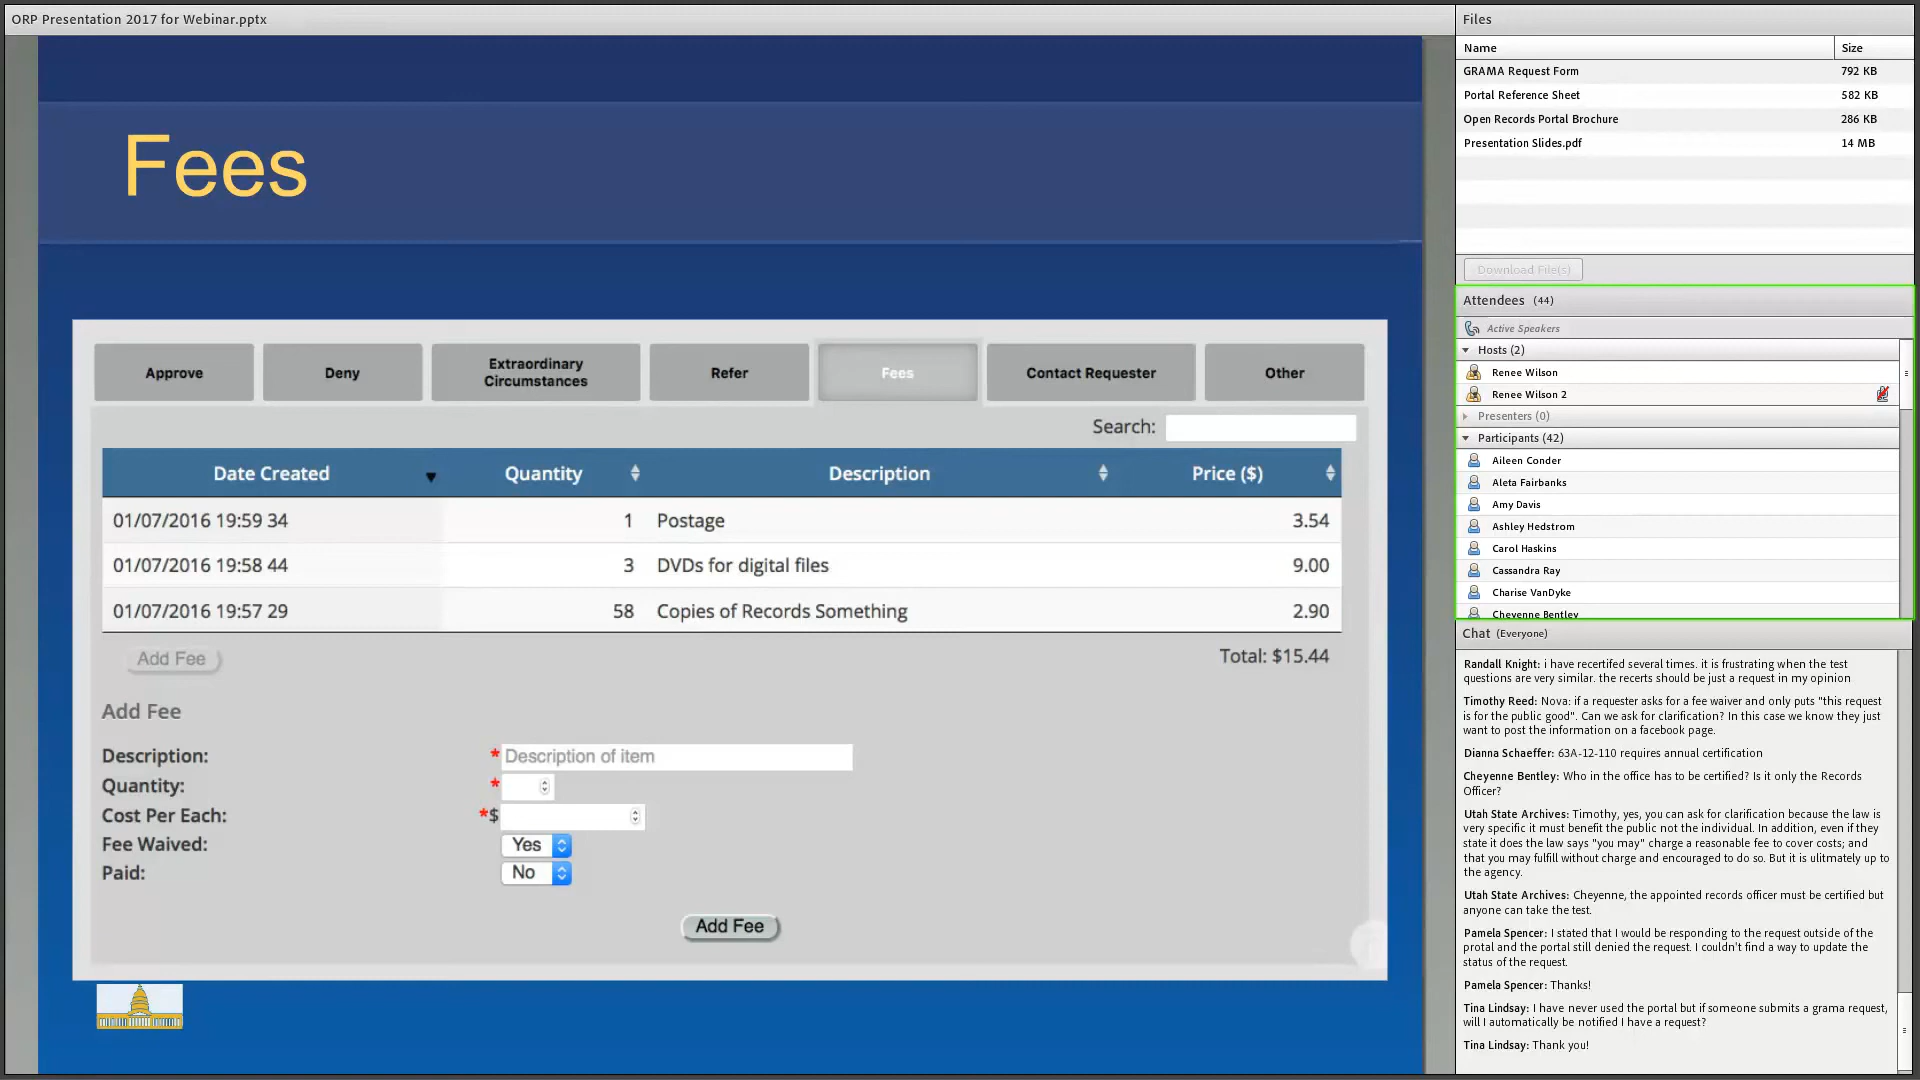 ORP Presentation 2017 for Webinar.pptx
Fees
Approve
Deny
Extraordinary
Circumstances
Refer
Fees
Contact Requester
Other
Search:
Date Created Quantity Description Price ($)
01/07/2016 19:59 34 1 Postage 3.54
01/07/2016 19:58 44 3 DVDs for digital files 9.00
01/07/2016 19:57 29 58 Copies of Records Something 2.90
Add Fee
Total: $15.44
Add Fee
Description: * Description of item
Quantity: *
Cost Per Each: *$
Fee Waived: Yes
Paid: No
Add Fee
Files
Name Size
GRAMA Request Form 792 KB
Portal Reference Sheet 582 KB
Open Records Portal Brochure 286 KB
Presentation Slides.pdf 14 MB
Download File(s)
Attendees (44)
Active Speakers
Hosts (2)
Renee Wilson
Renee Wilson 2
Presenters (0)
Participants (42)
Aileen Conder
Aleta Fairbanks
Amy Davis
Ashley Hedstrom
Carol Haskins
Cassandra Ray
Charise VanDyke
Cheyenne Bentley
Chat (Everyone)
Randall Knight: i have recertifed several times. it is frustrating when the test
questions are very similar. the recerts should be just a request in my opinion
Timothy Reed: Nova: if a requester asks for a fee waiver and only puts "this request
is for the public good". Can we ask for clarification? In this case we know they just
want to post the information on a facebook page.
Dianna Schaeffer: 63A-12-110 requires annual certification
Cheyenne Bentley: Who in the office has to be certified? Is it only the Records
Officer?
Utah State Archives: Timothy, yes, you can ask for clarification because the law is
very specific it must benefit the public not the individual. In addition, even if they
state it does the law says "you may" charge a reasonable fee to cover costs; and
that you may fulfill without charge and encouraged to do so. But it is ulitmately up to
the agency.
Utah State Archives: Cheyenne, the appointed records officer must be certified but
anyone can take the test.
Pamela Spencer: I stated that I would be responding to the request outside of the
protal and the portal still denied the request. I couldn't find a way to update the
status of the request.
Pamela Spencer: Thanks!
Tina Lindsay: I have never used the portal but if someone submits a grama request,
will I automatically be notified I have a request?
Tina Lindsay: Thank you!